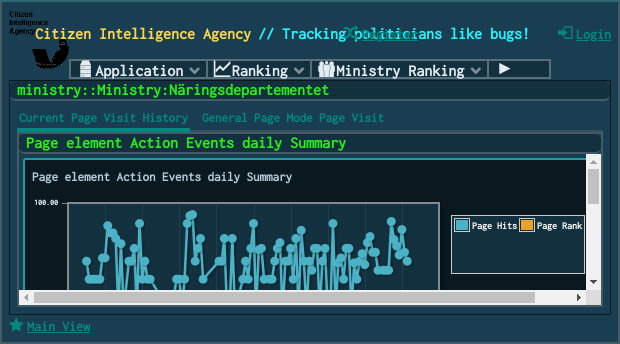 Citizen
Intelligence
Agency
Citizen Intelligence Agency // Tracking politicians like bugs!
Register
Login
Application Ranking Ministry Ranking
ministry::Ministry:Näringsdepartementet
Current Page Visit History General Page Mode Page Visit
Page element Action Events daily Summary
Page element Action Events daily Summary
100.00
Page Hits Page Rank
Main View